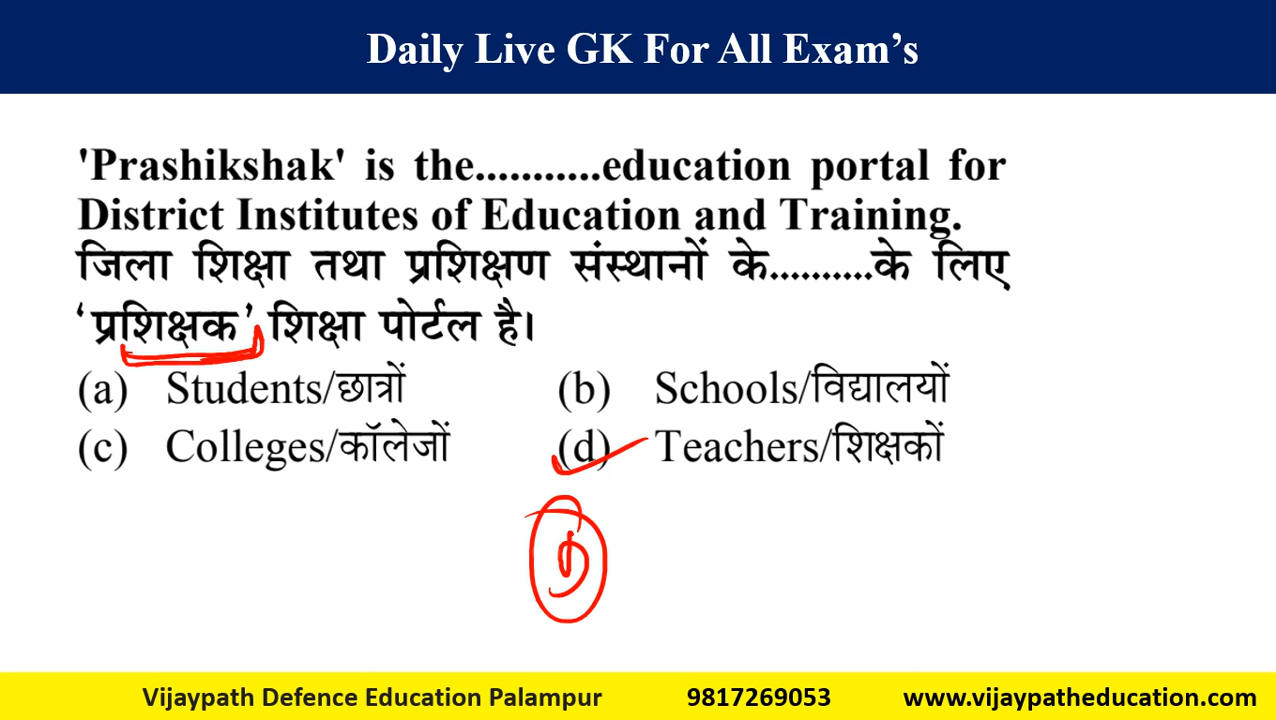 Daily Live GK For All Exam's
'Prashikshak' is the...........education portal for
District Institutes of Education and Training.
जिला शिक्षा तथा प्रशिक्षण संस्थानों के..........के लिए
‘प्रशिक्षक’ शिक्षा पोर्टल है।
(a) Students/छात्रों (b) Schools/विद्यालयों
(c) Colleges/कॉलेजों (d) Teachers/शिक्षकों
Vijaypath Defence Education Palampur 9817269053 www.vijaypatheducation.com